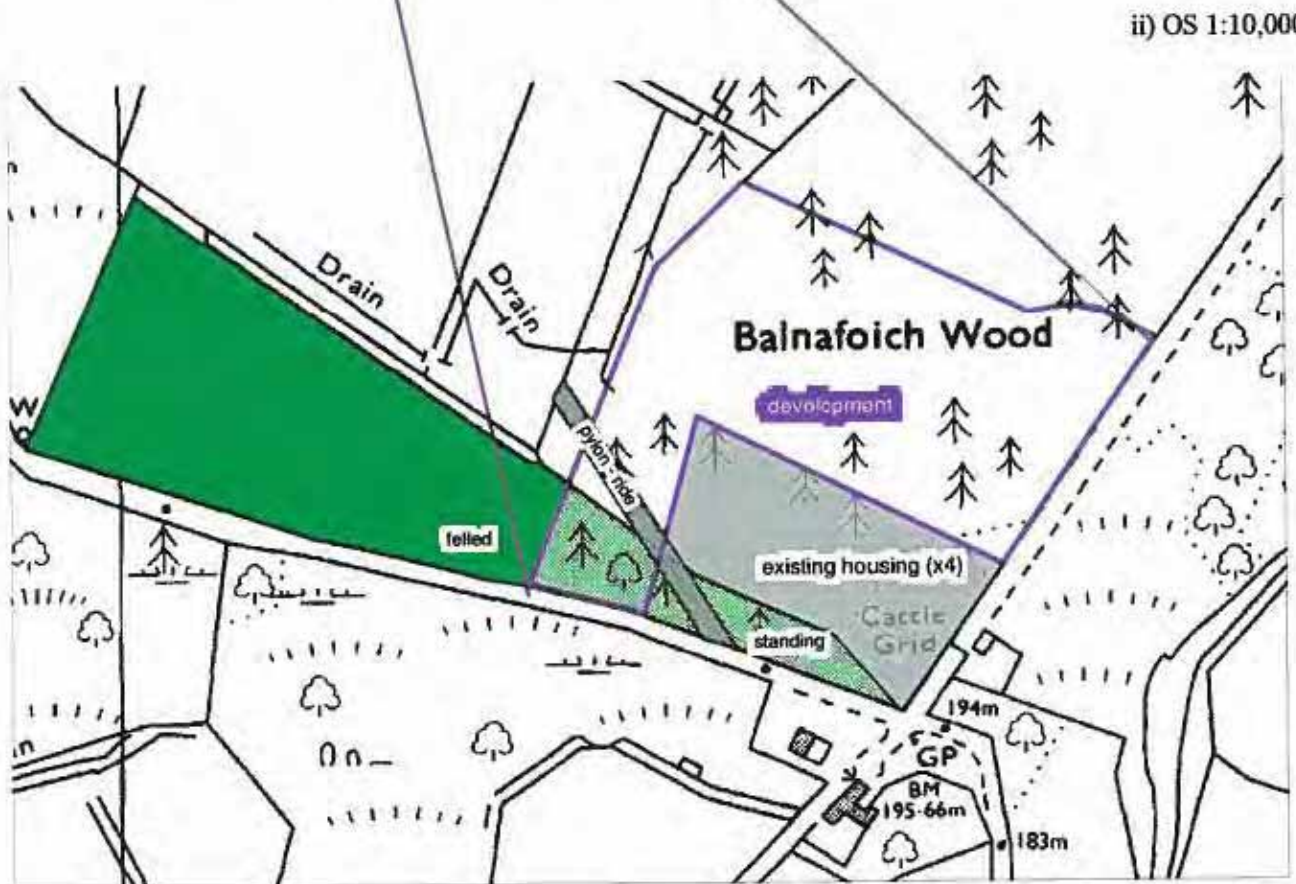 ii) OS 1:10,000
Drain
Drain
Balnafoich Wood
development
pylon - ride
felled
existing housing (x4)
Cattle
Grid
standing
194m
GP
BM
195·66m
183m